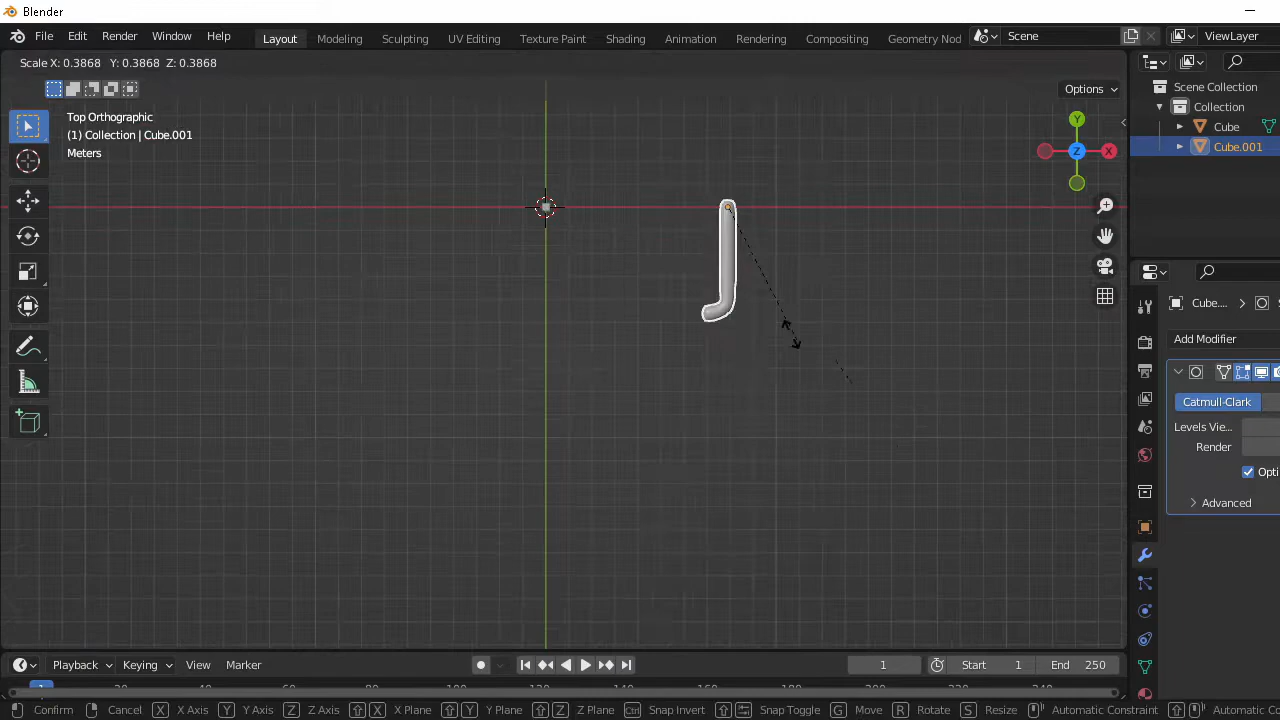 Blender
File Edit Render Window Help Layout Modeling Sculpting UV Editing Texture Paint Shading Animation Rendering Compositing Geometry Nod Scene ViewLayer
Scale X: 0.3868 Y: 0.3868 Z: 0.3868
Options
Top Orthographic
(1) Collection | Cube.001
Meters
Y
Z
X
Scene Collection
Collection
Cube
Cube.001
Cube....
Add Modifier
Catmull-Clark
Levels Vie...
Render
Opti
Advanced
Playback Keying View Marker 1 Start 1 End 250
Confirm Cancel X X Axis Y Y Axis Z Z Axis X X Plane Y Y Plane Z Z Plane Ctrl Snap Invert Snap Toggle G Move R Rotate S Resize Automatic Constraint Automatic Co